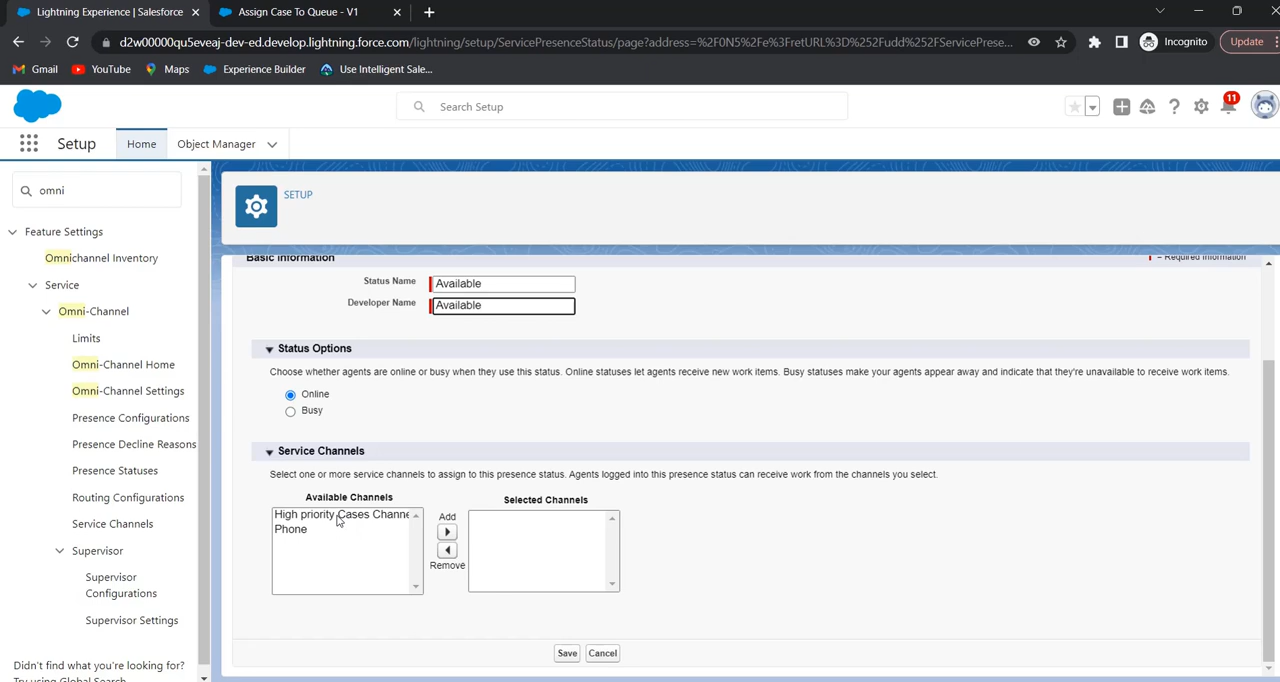 Lightning Experience | Salesforce
Assign Case To Queue - V1
d2w00000qu5eveaj-dev-ed.develop.lightning.force.com/lightning/setup/ServicePresenceStatus/page?address=%2F0N5%2Fe%3FretURL%3D%252Fudd%252FServicePrese...
Incognito
Update
Gmail
YouTube
Maps
Experience Builder
Use Intelligent Sale...
Search Setup
11
Setup
Home
Object Manager
omni
SETUP
Feature Settings
Omnichannel Inventory
Service
Omni-Channel
Limits
Omni-Channel Home
Omni-Channel Settings
Presence Configurations
Presence Decline Reasons
Presence Statuses
Routing Configurations
Service Channels
Supervisor
Supervisor
Configurations
Supervisor Settings
Didn't find what you're looking for?
Try using Global Search
Basic Information
= Required Information
Status Name
Available
Developer Name
Available
Status Options
Choose whether agents are online or busy when they use this status. Online statuses let agents receive new work items. Busy statuses make your agents appear away and indicate that they're unavailable to receive work items.
Online
Busy
Service Channels
Select one or more service channels to assign to this presence status. Agents logged into this presence status can receive work from the channels you select.
Available Channels
High priority Cases Channe
Phone
Add
Remove
Selected Channels
Save
Cancel